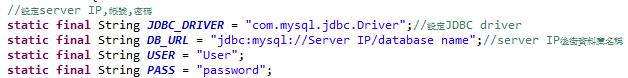 //設定server IP,帳號,密碼
static final String JDBC_DRIVER = "com.mysql.jdbc.Driver";//設定JDBC driver
static final String DB_URL = "jdbc:mysql://Server IP/database name";//server IP後街資料庫名稱
static final String USER = "User";
static final String PASS = "password";